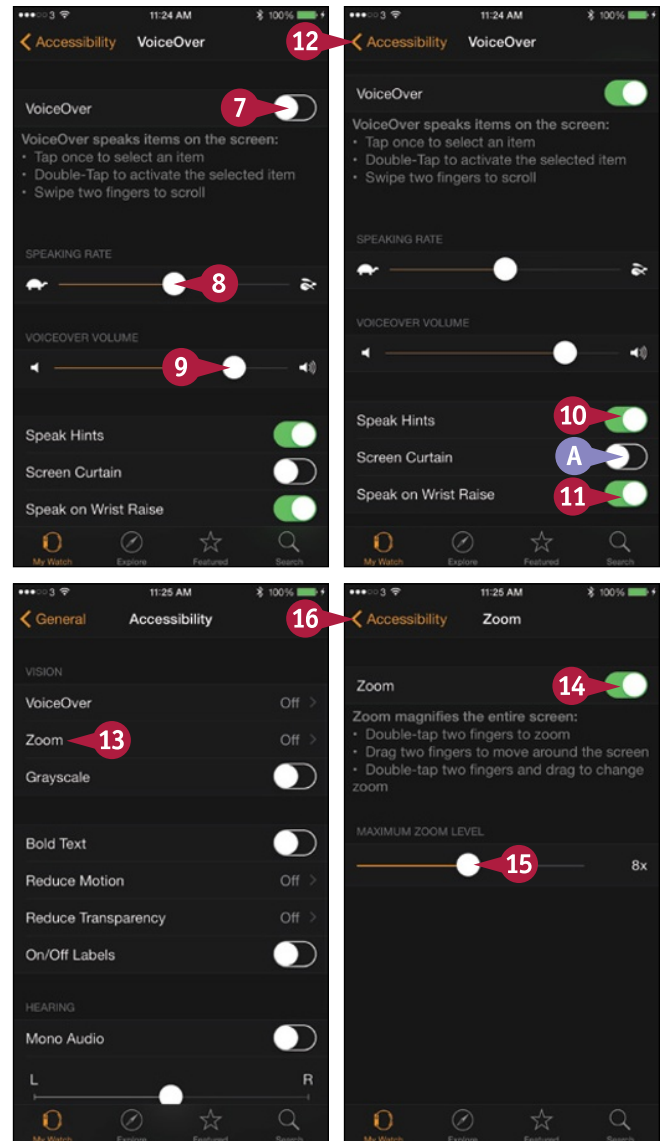 ●●●○○ 3 11:24 AM 100%
Accessibility VoiceOver
VoiceOver 7
VoiceOver speaks items on the screen:
• Tap once to select an item
• Double-Tap to activate the selected item
• Swipe two fingers to scroll
SPEAKING RATE
8
VOICEOVER VOLUME
9
Speak Hints
Screen Curtain
Speak on Wrist Raise
My Watch Explore Featured Search
●●●○○ 3 11:24 AM 100%
12 Accessibility VoiceOver
VoiceOver
VoiceOver speaks items on the screen:
• Tap once to select an item
• Double-Tap to activate the selected item
• Swipe two fingers to scroll
SPEAKING RATE
VOICEOVER VOLUME
Speak Hints 10
Screen Curtain A
Speak on Wrist Raise 11
My Watch Explore Featured Search
●●●○○ 3 11:25 AM 100%
General Accessibility
VISION
VoiceOver Off
Zoom 13 Off
Grayscale
Bold Text
Reduce Motion Off
Reduce Transparency Off
On/Off Labels
HEARING
Mono Audio
L R
My Watch Explore Featured Search
●●●○○ 3 11:25 AM 100%
16 Accessibility Zoom
Zoom 14
Zoom magnifies the entire screen:
• Double-tap two fingers to zoom
• Drag two fingers to move around the screen
• Double-tap two fingers and drag to change
zoom
MAXIMUM ZOOM LEVEL
15 8x
My Watch Explore Featured Search